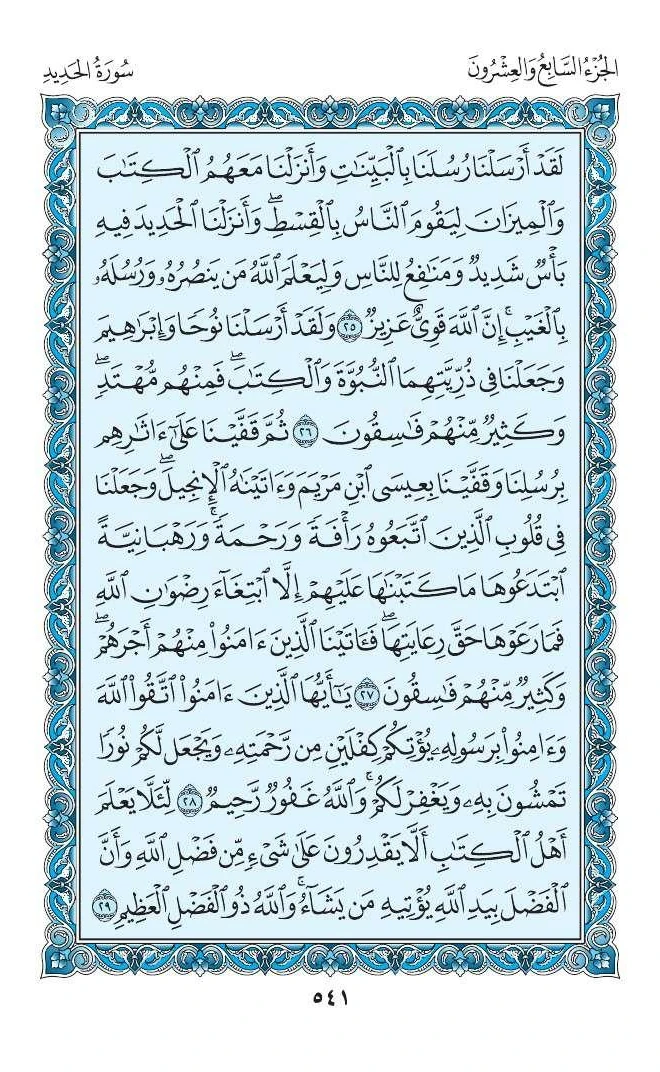 الجُزْءُ السَّابِعُ وَالعِشْرُونَ
سُورَةُ الحَدِيدِ
لَقَدْ أَرْسَلْنَا رُسُلَنَا بِٱلْبَيِّنَٰتِ وَأَنزَلْنَا مَعَهُمُ ٱلْكِتَٰبَ
وَٱلْمِيزَانَ لِيَقُومَ ٱلنَّاسُ بِٱلْقِسْطِۖ وَأَنزَلْنَا ٱلْحَدِيدَ فِيهِ
بَأْسٌ شَدِيدٌ وَمَنَٰفِعُ لِلنَّاسِ وَلِيَعْلَمَ ٱللَّهُ مَن يَنصُرُهُۥ وَرُسُلَهُۥ
بِٱلْغَيْبِۚ إِنَّ ٱللَّهَ قَوِىٌّ عَزِيزٌ ٢٥ وَلَقَدْ أَرْسَلْنَا نُوحًا وَإِبْرَٰهِيمَ
وَجَعَلْنَا فِى ذُرِّيَّتِهِمَا ٱلنُّبُوَّةَ وَٱلْكِتَٰبَۖ فَمِنْهُم مُّهْتَدٍۖ
وَكَثِيرٌ مِّنْهُمْ فَٰسِقُونَ ٢٦ ثُمَّ قَفَّيْنَا عَلَىٰٓ ءَاثَٰرِهِم
بِرُسُلِنَا وَقَفَّيْنَا بِعِيسَى ٱبْنِ مَرْيَمَ وَءَاتَيْنَٰهُ ٱلْإِنجِيلَۖ وَجَعَلْنَا
فِى قُلُوبِ ٱلَّذِينَ ٱتَّبَعُوهُ رَأْفَةً وَرَحْمَةًۚ وَرَهْبَانِيَّةً
ٱبْتَدَعُوهَا مَا كَتَبْنَٰهَا عَلَيْهِمْ إِلَّا ٱبْتِغَآءَ رِضْوَٰنِ ٱللَّهِ
فَمَا رَعَوْهَا حَقَّ رِعَايَتِهَاۖ فَـَٔاتَيْنَا ٱلَّذِينَ ءَامَنُوا۟ مِنْهُمْ أَجْرَهُمْۖ
وَكَثِيرٌ مِّنْهُمْ فَٰسِقُونَ ٢٧ يَٰٓأَيُّهَا ٱلَّذِينَ ءَامَنُوا۟ ٱتَّقُوا۟ ٱللَّهَ
وَءَامِنُوا۟ بِرَسُولِهِۦ يُؤْتِكُمْ كِفْلَيْنِ مِن رَّحْمَتِهِۦ وَيَجْعَل لَّكُمْ نُورًا
تَمْشُونَ بِهِۦ وَيَغْفِرْ لَكُمْۚ وَٱللَّهُ غَفُورٌ رَّحِيمٌ ٢٨ لِّئَلَّا يَعْلَمَ
أَهْلُ ٱلْكِتَٰبِ أَلَّا يَقْدِرُونَ عَلَىٰ شَىْءٍ مِّن فَضْلِ ٱللَّهِ وَأَنَّ
ٱلْفَضْلَ بِيَدِ ٱللَّهِ يُؤْتِيهِ مَن يَشَآءُۚ وَٱللَّهُ ذُو ٱلْفَضْلِ ٱلْعَظِيمِ ٢٩
٥٤١